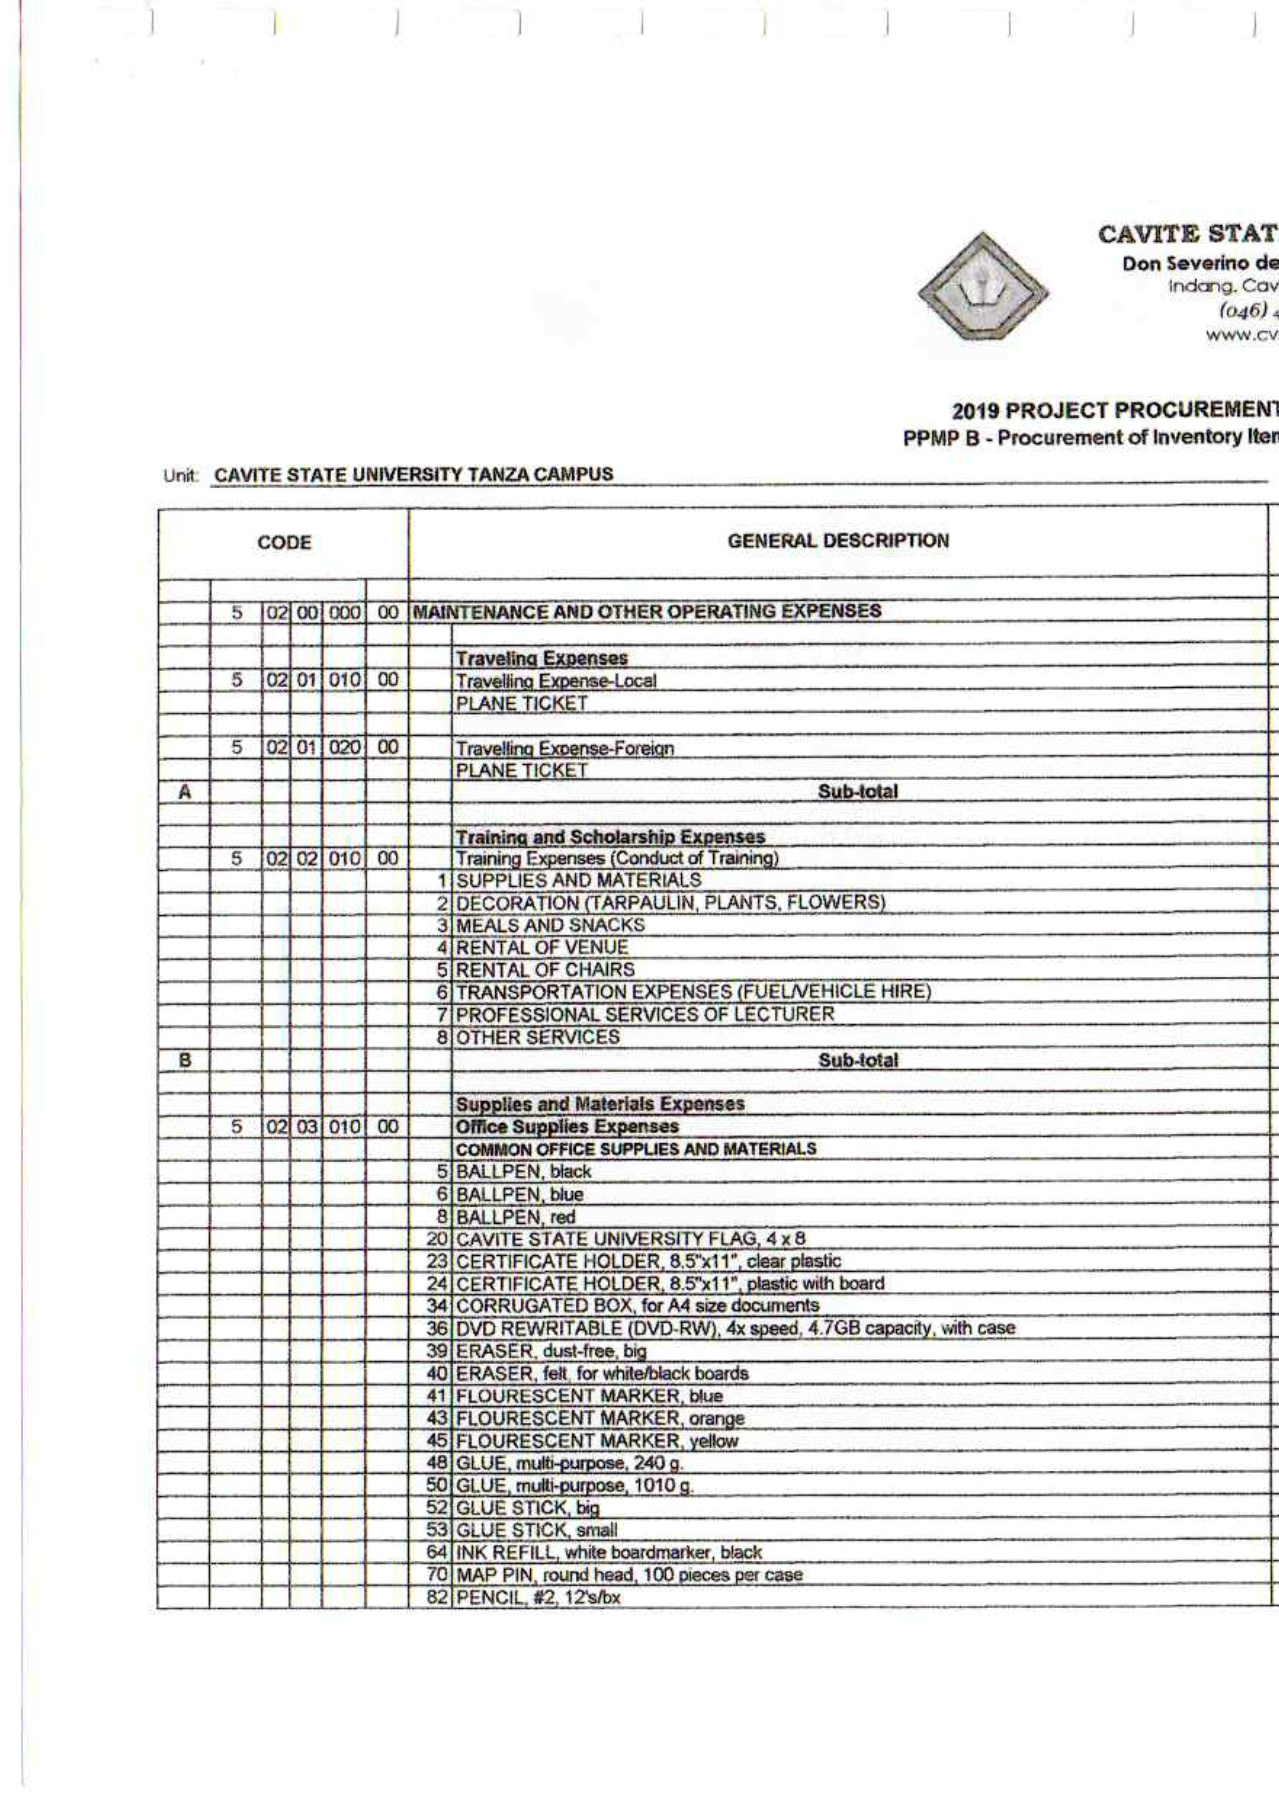 CAVITE STAT
Don Severino de
Indang, Cav
(046) 4
www.cv
2019 PROJECT PROCUREMENT
PPMP B - Procurement of Inventory Item
Unit: CAVITE STATE UNIVERSITY TANZA CAMPUS
CODE GENERAL DESCRIPTION
5 02 00 000 00 MAINTENANCE AND OTHER OPERATING EXPENSES
Traveling Expenses
5 02 01 010 00 Travelling Expense-Local
PLANE TICKET
5 02 01 020 00 Travelling Expense-Foreign
PLANE TICKET
A Sub-total
Training and Scholarship Expenses
5 02 02 010 00 Training Expenses (Conduct of Training)
1 SUPPLIES AND MATERIALS
2 DECORATION (TARPAULIN, PLANTS, FLOWERS)
3 MEALS AND SNACKS
4 RENTAL OF VENUE
5 RENTAL OF CHAIRS
6 TRANSPORTATION EXPENSES (FUEL/VEHICLE HIRE)
7 PROFESSIONAL SERVICES OF LECTURER
8 OTHER SERVICES
B Sub-total
Supplies and Materials Expenses
5 02 03 010 00 Office Supplies Expenses
COMMON OFFICE SUPPLIES AND MATERIALS
5 BALLPEN, black
6 BALLPEN, blue
8 BALLPEN, red
20 CAVITE STATE UNIVERSITY FLAG, 4 x 8
23 CERTIFICATE HOLDER, 8.5"x11", clear plastic
24 CERTIFICATE HOLDER, 8.5"x11", plastic with board
34 CORRUGATED BOX, for A4 size documents
36 DVD REWRITABLE (DVD-RW), 4x speed, 4.7GB capacity, with case
39 ERASER, dust-free, big
40 ERASER, felt, for white/black boards
41 FLOURESCENT MARKER, blue
43 FLOURESCENT MARKER, orange
45 FLOURESCENT MARKER, yellow
48 GLUE, multi-purpose, 240 g.
50 GLUE, multi-purpose, 1010 g.
52 GLUE STICK, big
53 GLUE STICK, small
64 INK REFILL, white boardmarker, black
70 MAP PIN, round head, 100 pieces per case
82 PENCIL, #2, 12's/bx